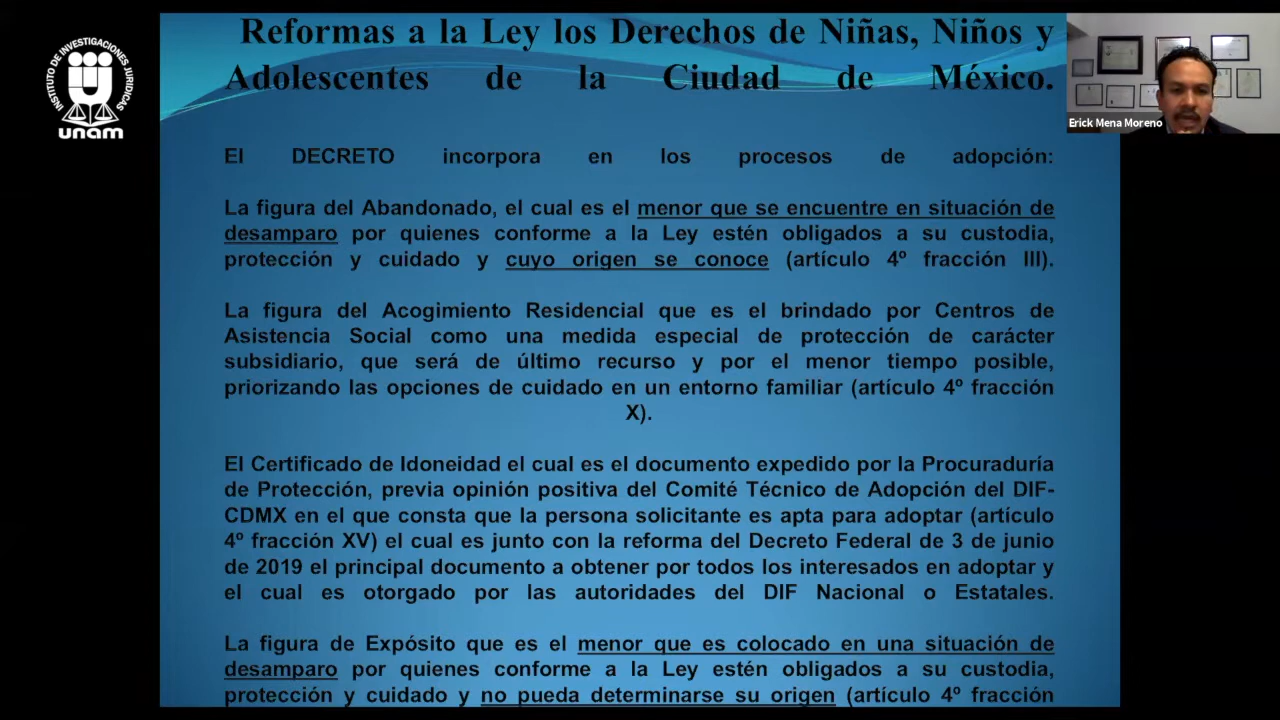 INSTITUTO DE INVESTIGACIONES JURIDICAS
unam
Reformas a la Ley los Derechos de Niñas, Niños y
Adolescentes de la Ciudad de México.
Erick Mena Moreno
El DECRETO incorpora en los procesos de adopción:
La figura del Abandonado, el cual es el menor que se encuentre en situación de
desamparo por quienes conforme a la Ley estén obligados a su custodia,
protección y cuidado y cuyo origen se conoce (artículo 4º fracción III).
La figura del Acogimiento Residencial que es el brindado por Centros de
Asistencia Social como una medida especial de protección de carácter
subsidiario, que será de último recurso y por el menor tiempo posible,
priorizando las opciones de cuidado en un entorno familiar (artículo 4º fracción
X).
El Certificado de Idoneidad el cual es el documento expedido por la Procuraduría
de Protección, previa opinión positiva del Comité Técnico de Adopción del DIF-
CDMX en el que consta que la persona solicitante es apta para adoptar (artículo
4º fracción XV) el cual es junto con la reforma del Decreto Federal de 3 de junio
de 2019 el principal documento a obtener por todos los interesados en adoptar y
el cual es otorgado por las autoridades del DIF Nacional o Estatales.
La figura de Expósito que es el menor que es colocado en una situación de
desamparo por quienes conforme a la Ley estén obligados a su custodia,
protección y cuidado y no pueda determinarse su origen (artículo 4º fracción